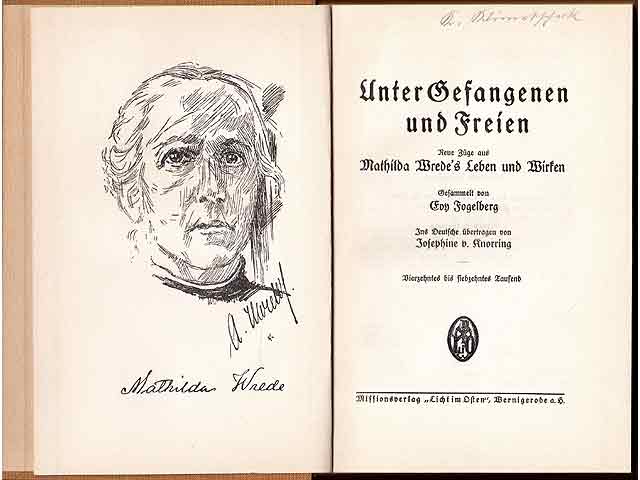 Mathilda Wrede
Unter Gefangenen
und Freien
Neue Züge aus
Mathilda Wrede's Leben und Wirken
Gesammelt von
Evy Fogelberg
Ins Deutsche übertragen von
Josephine v. Knorring
Vierzehntes bis siebzehntes Tausend
Missionsverlag „Licht im Osten", Wernigerode a. H.